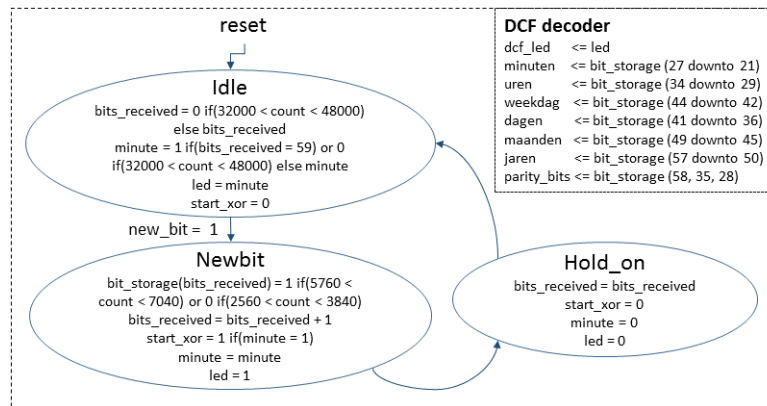 reset
Idle
bits_received = 0 if(32000 < count < 48000)
else bits_received
minute = 1 if(bits_received = 59) or 0
if(32000 < count < 48000) else minute
led = minute
start_xor = 0
new_bit = 1
Newbit
bit_storage(bits_received) = 1 if(5760 <
count < 7040) or 0 if(2560 < count < 3840)
bits_received = bits_received + 1
start_xor = 1 if(minute = 1)
minute = minute
led = 1
Hold_on
bits_received = bits_received
start_xor = 0
minute = 0
led = 0
DCF decoder
dcf_led <= led
minuten <= bit_storage (27 downto 21)
uren <= bit_storage (34 downto 29)
weekdag <= bit_storage (44 downto 42)
dagen <= bit_storage (41 downto 36)
maanden <= bit_storage (49 downto 45)
jaren <= bit_storage (57 downto 50)
parity_bits <= bit_storage (58, 35, 28)